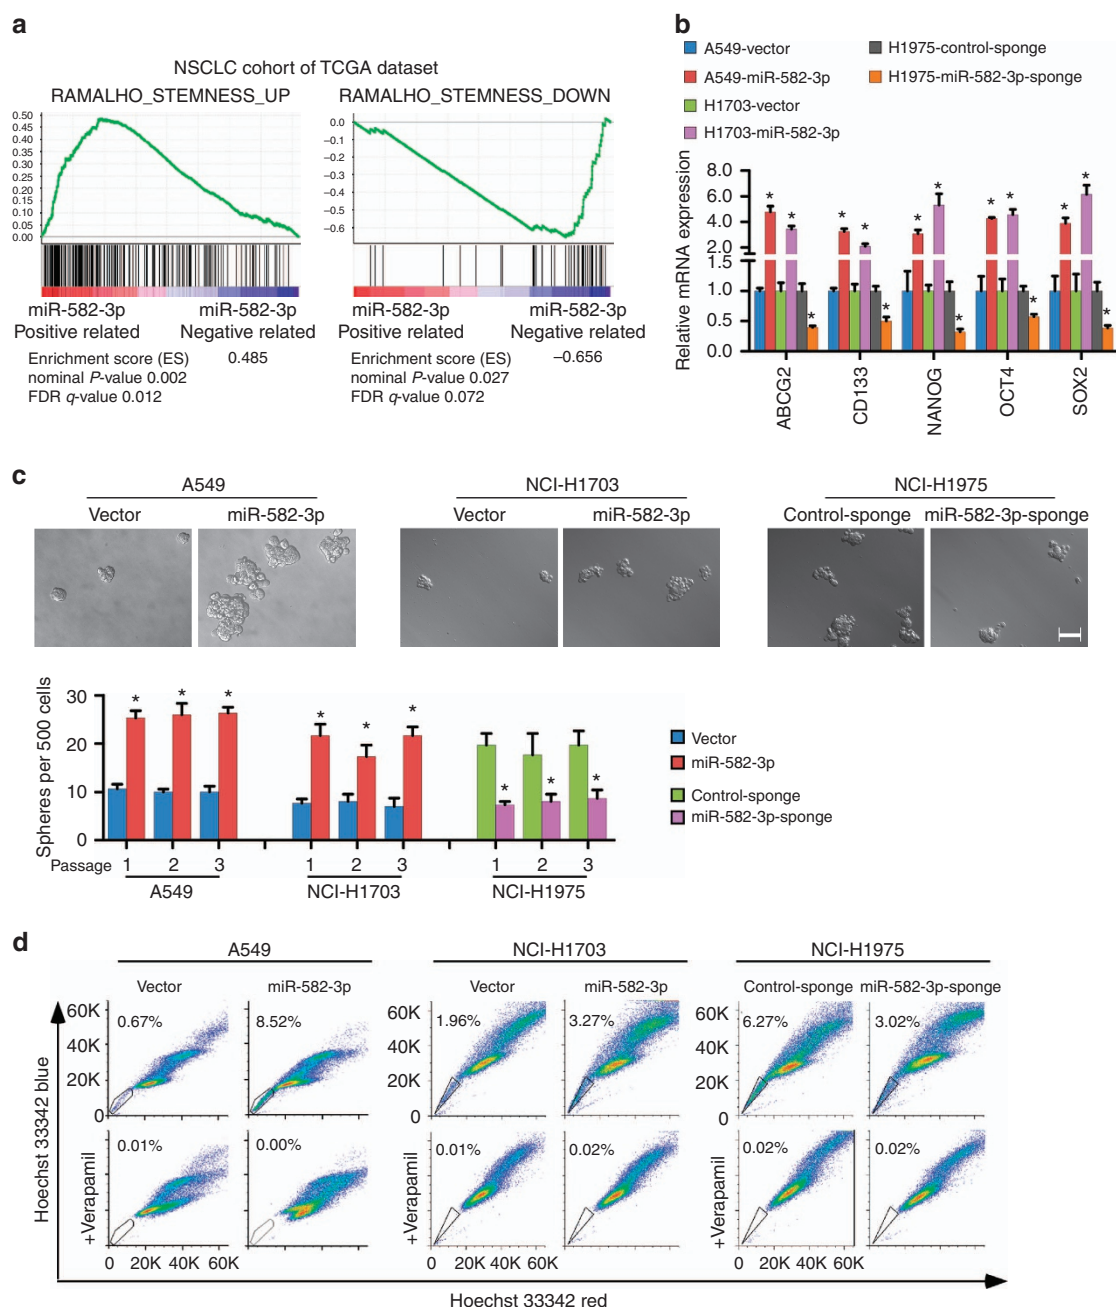 a
NSCLC cohort of TCGA dataset
RAMALHO_STEMNESS_UP
RAMALHO_STEMNESS_DOWN
0.50
0.45
0.40
0.35
0.30
0.25
0.20
0.15
0.10
0.05
0.00
0.0
−0.1
−0.2
−0.3
−0.4
−0.5
−0.6
miR-582-3p
Positive related
miR-582-3p
Negative related
miR-582-3p
Positive related
miR-582-3p
Negative related
Enrichment score (ES) 0.485
nominal P-value 0.002
FDR q-value 0.012
Enrichment score (ES) −0.656
nominal P-value 0.027
FDR q-value 0.072
b
A549-vector
A549-miR-582-3p
H1703-vector
H1703-miR-582-3p
H1975-control-sponge
H1975-miR-582-3p-sponge
Relative mRNA expression
8.0
6.0
4.0
2.0
1.5
1.0
0.5
0.0
* * * * * * * * * * * * * * *
ABCG2
CD133
NANOG
OCT4
SOX2
c
A549
NCI-H1703
NCI-H1975
Vector
miR-582-3p
Vector
miR-582-3p
Control-sponge
miR-582-3p-sponge
Spheres per 500 cells
30
20
10
0
* * * * * * * * *
Passage 1 2 3 1 2 3 1 2 3
A549
NCI-H1703
NCI-H1975
Vector
miR-582-3p
Control-sponge
miR-582-3p-sponge
d
A549
NCI-H1703
NCI-H1975
Vector
miR-582-3p
Vector
miR-582-3p
Control-sponge
miR-582-3p-sponge
Hoechst 33342 blue
60K
40K
20K
0
0.67%
8.52%
60K
40K
20K
0
1.96%
3.27%
60K
40K
20K
0
6.27%
3.02%
+Verapamil
0.01%
0.00%
+Verapamil
0.01%
0.02%
+Verapamil
0.02%
0.02%
0 20K 40K 60K
0 20K 40K 60K
0 20K 40K 60K
Hoechst 33342 red